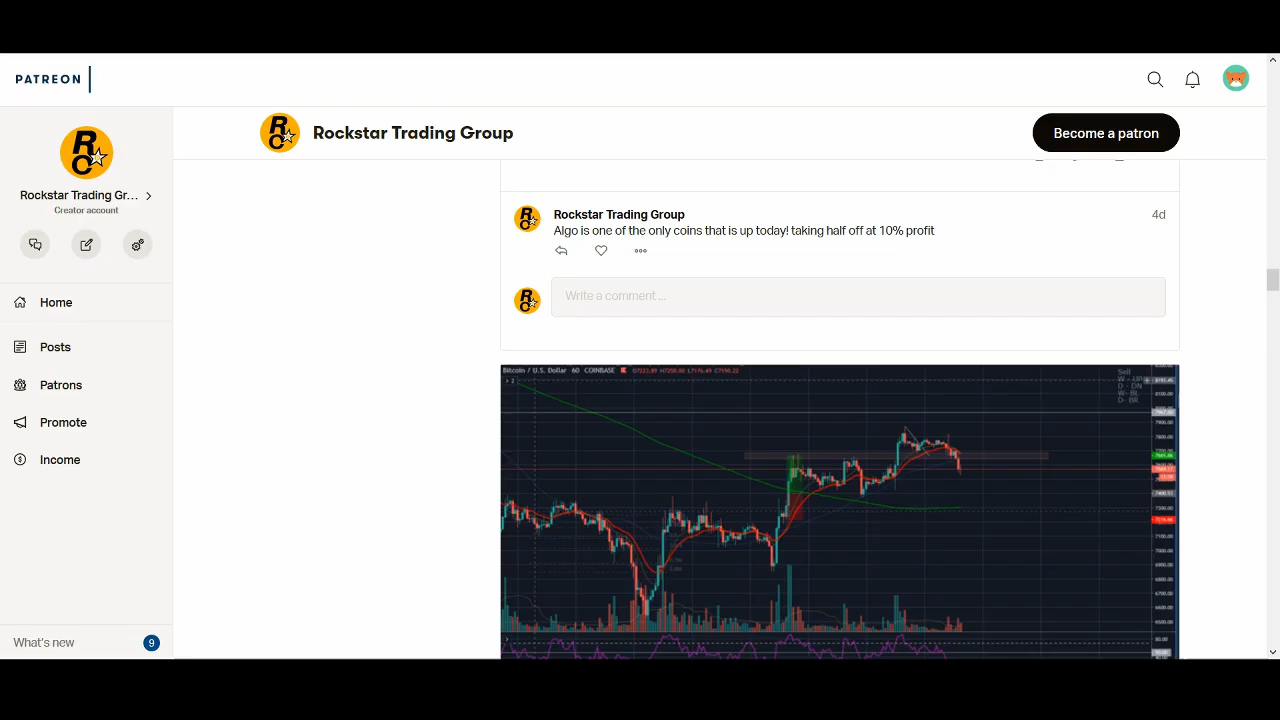 PATREON
Rockstar Trading Group
Become a patron
Rockstar Trading Gr...
Creator account
Home
Posts
Patrons
Promote
Income
What's new
9
Rockstar Trading Group
4d
Algo is one of the only coins that is up today! taking half off at 10% profit
Write a comment ...
Bitcoin / U.S. Dollar 60 COINBASE
Sell